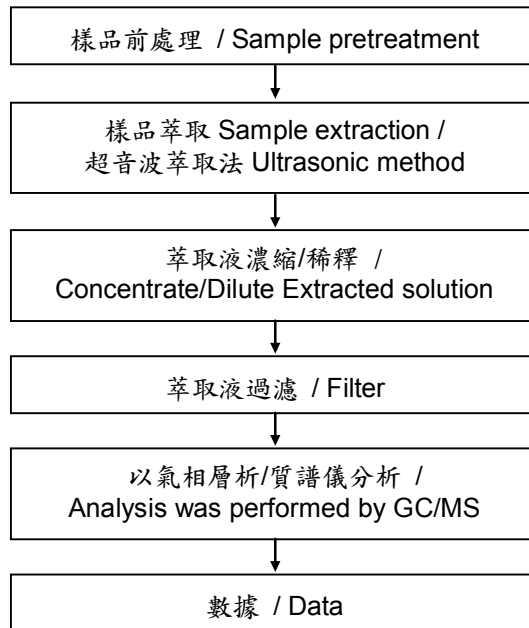 樣品前處理 / Sample pretreatment
樣品萃取 Sample extraction /
超音波萃取法 Ultrasonic method
萃取液濃縮/稀釋 /
Concentrate/Dilute Extracted solution
萃取液過濾 / Filter
以氣相層析/質譜儀分析 /
Analysis was performed by GC/MS
數據 / Data